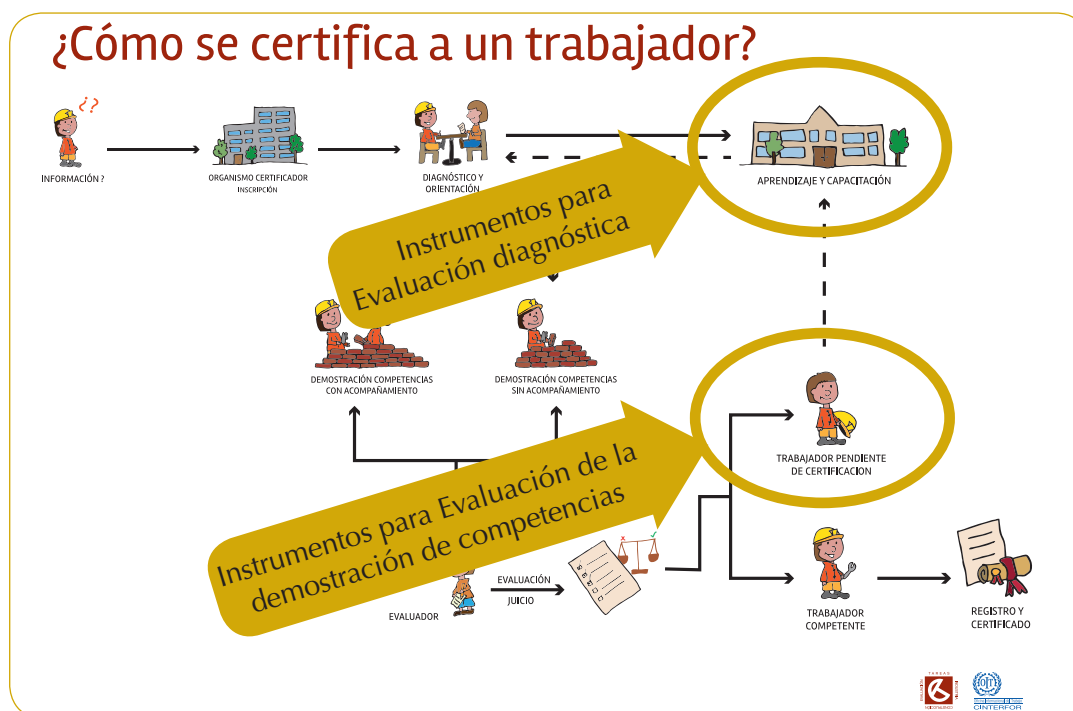 ¿Cómo se certifica a un trabajador?
¿?
INFORMACIÓN ?
ORGANISMO CERTIFICADOR
INSCRIPCIÓN
DIAGNÓSTICO Y
ORIENTACIÓN
APRENDIZAJE Y CAPACITACIÓN
Instrumentos para
Evaluación diagnóstica
DEMOSTRACIÓN COMPETENCIAS
CON ACOMPAÑAMIENTO
DEMOSTRACIÓN COMPETENCIAS
SIN ACOMPAÑAMIENTO
TRABAJADOR PENDIENTE
DE CERTIFICACION
Instrumentos para Evaluación de la
demostración de competencias
EVALUADOR
EVALUACIÓN
JUICIO
TRABAJADOR
COMPETENTE
REGISTRO Y
CERTIFICADO
OIT
CINTERFOR